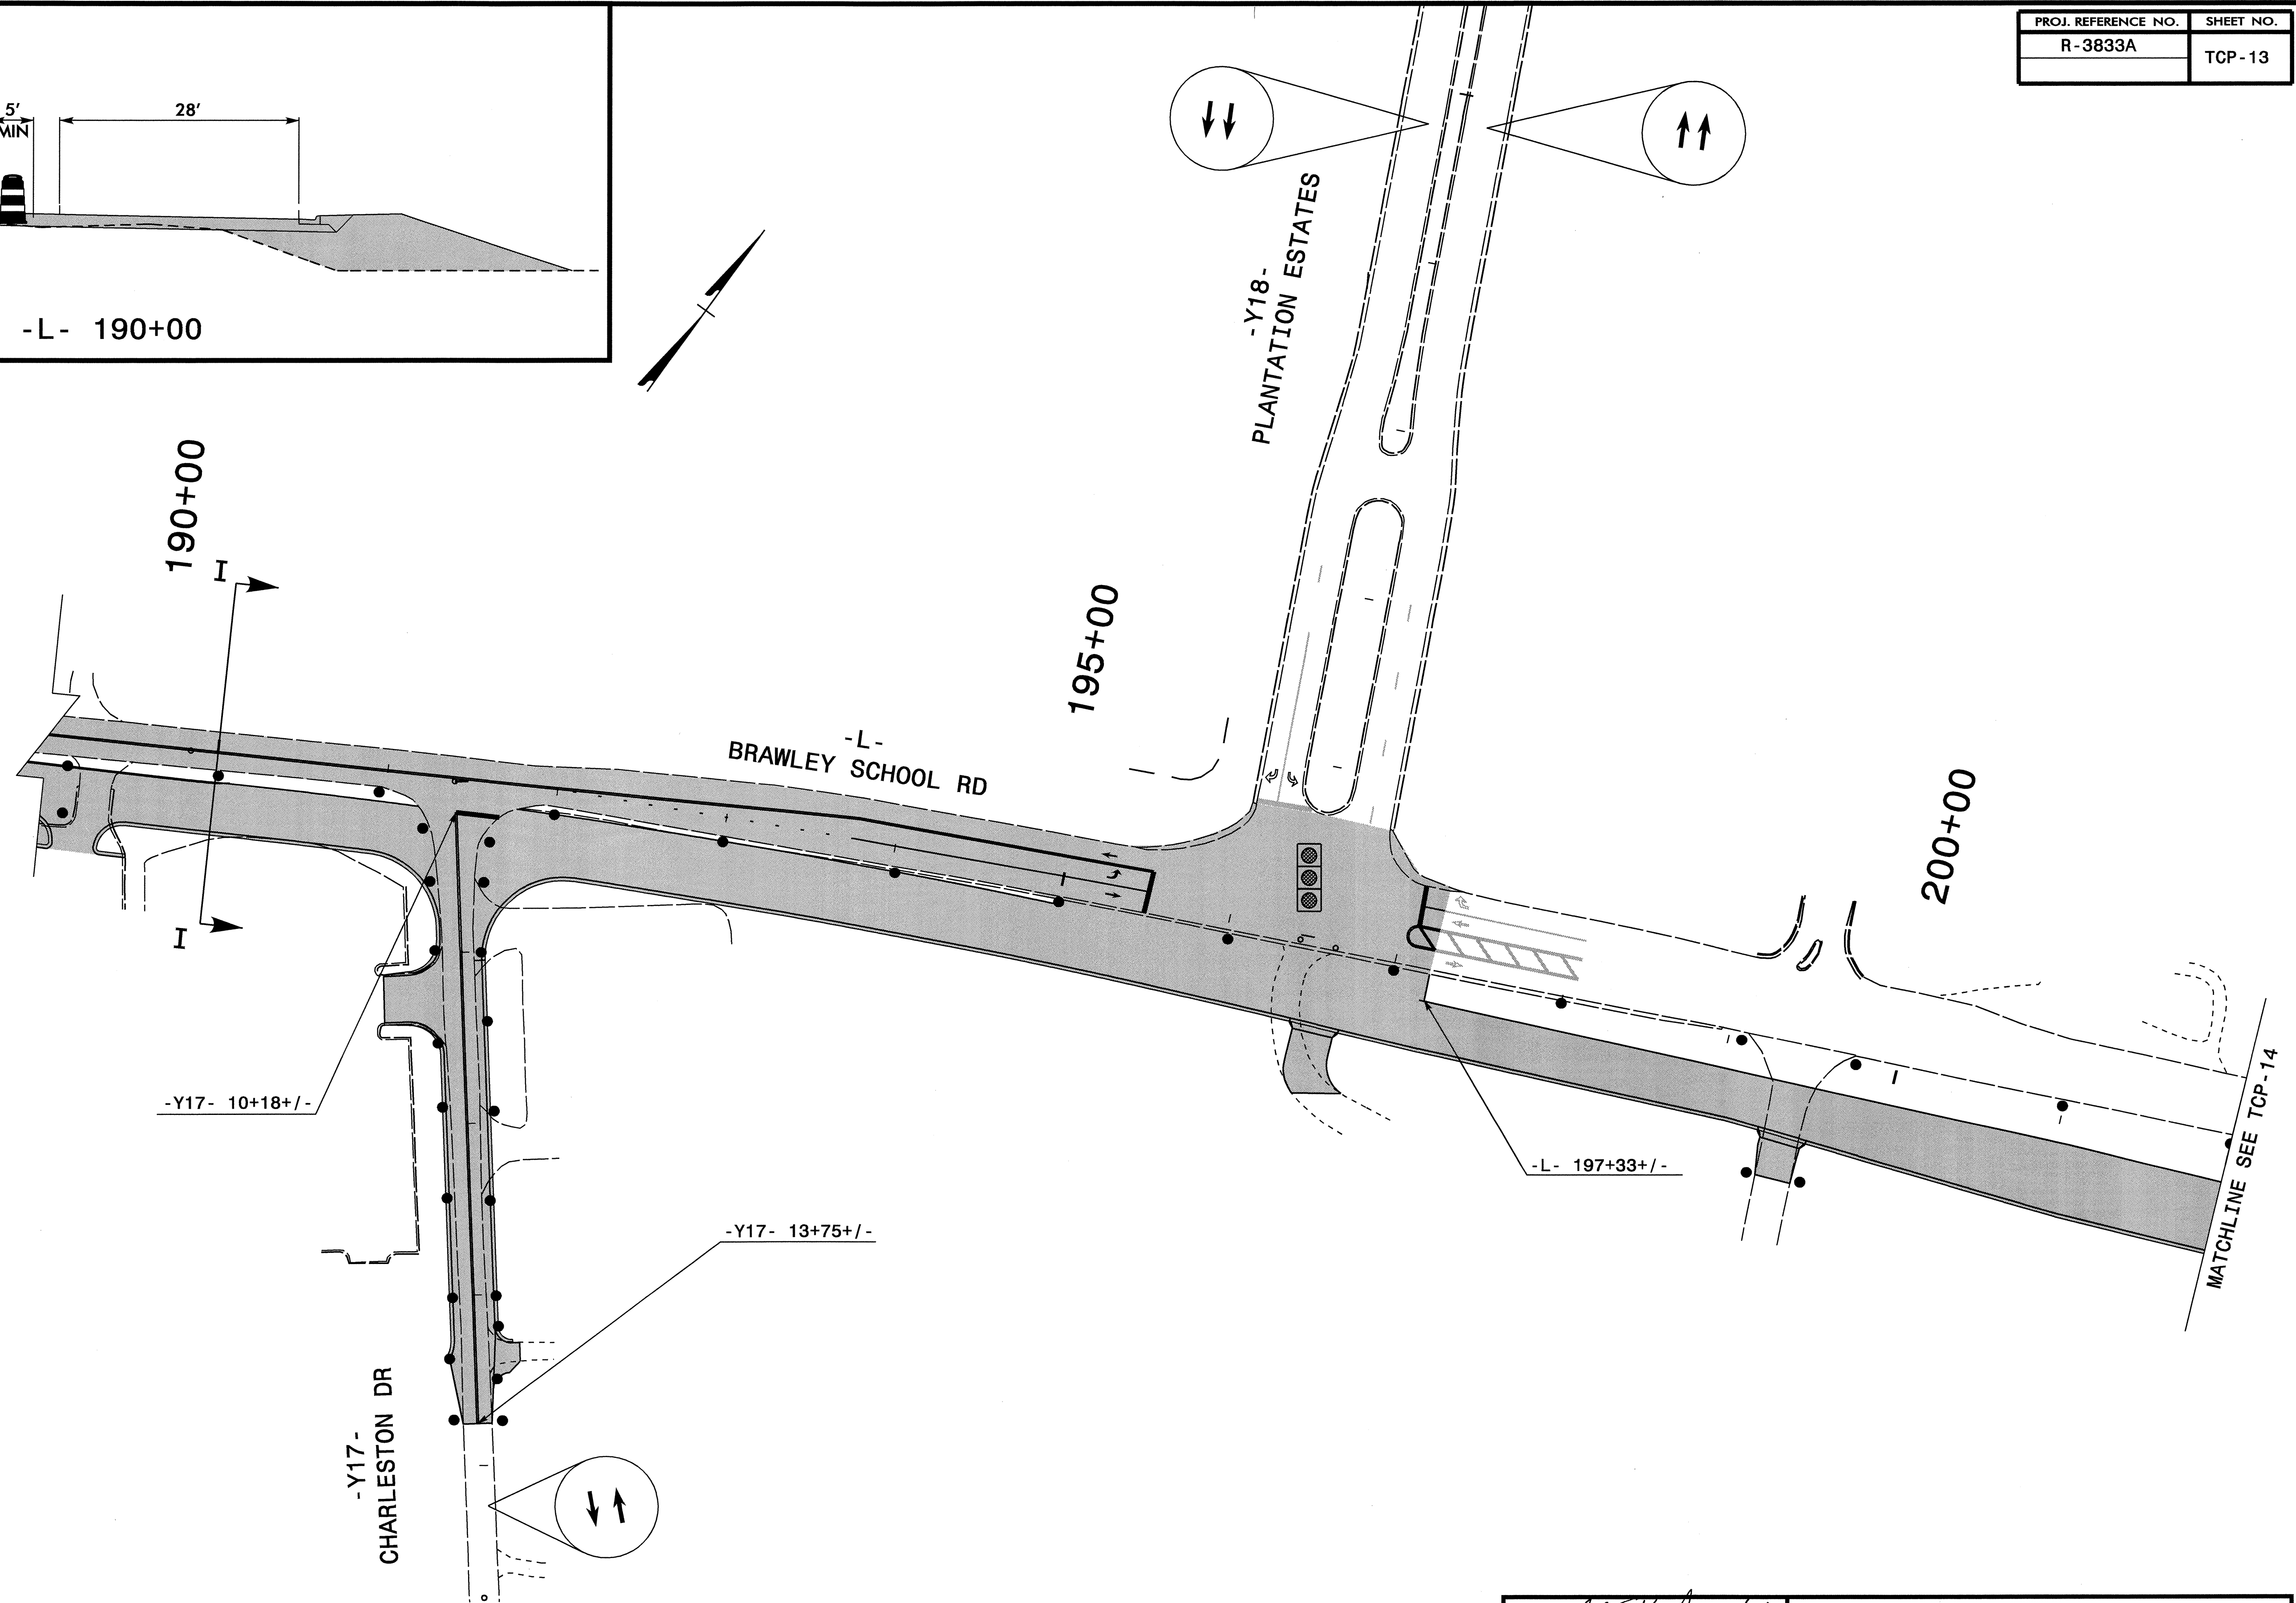 PROJ. REFERENCE NO.
SHEET NO.
R-3833A
TCP-13
5'
MIN
28'
-L- 190+00
-Y18-
PLANTATION ESTATES
190+00
I
I
195+00
-L-
BRAWLEY SCHOOL RD
200+00
-Y17- 10+18+/-
-L- 197+33+/-
-Y17- 13+75+/-
MATCHLINE SEE TCP-14
-Y17-
CHARLESTON DR